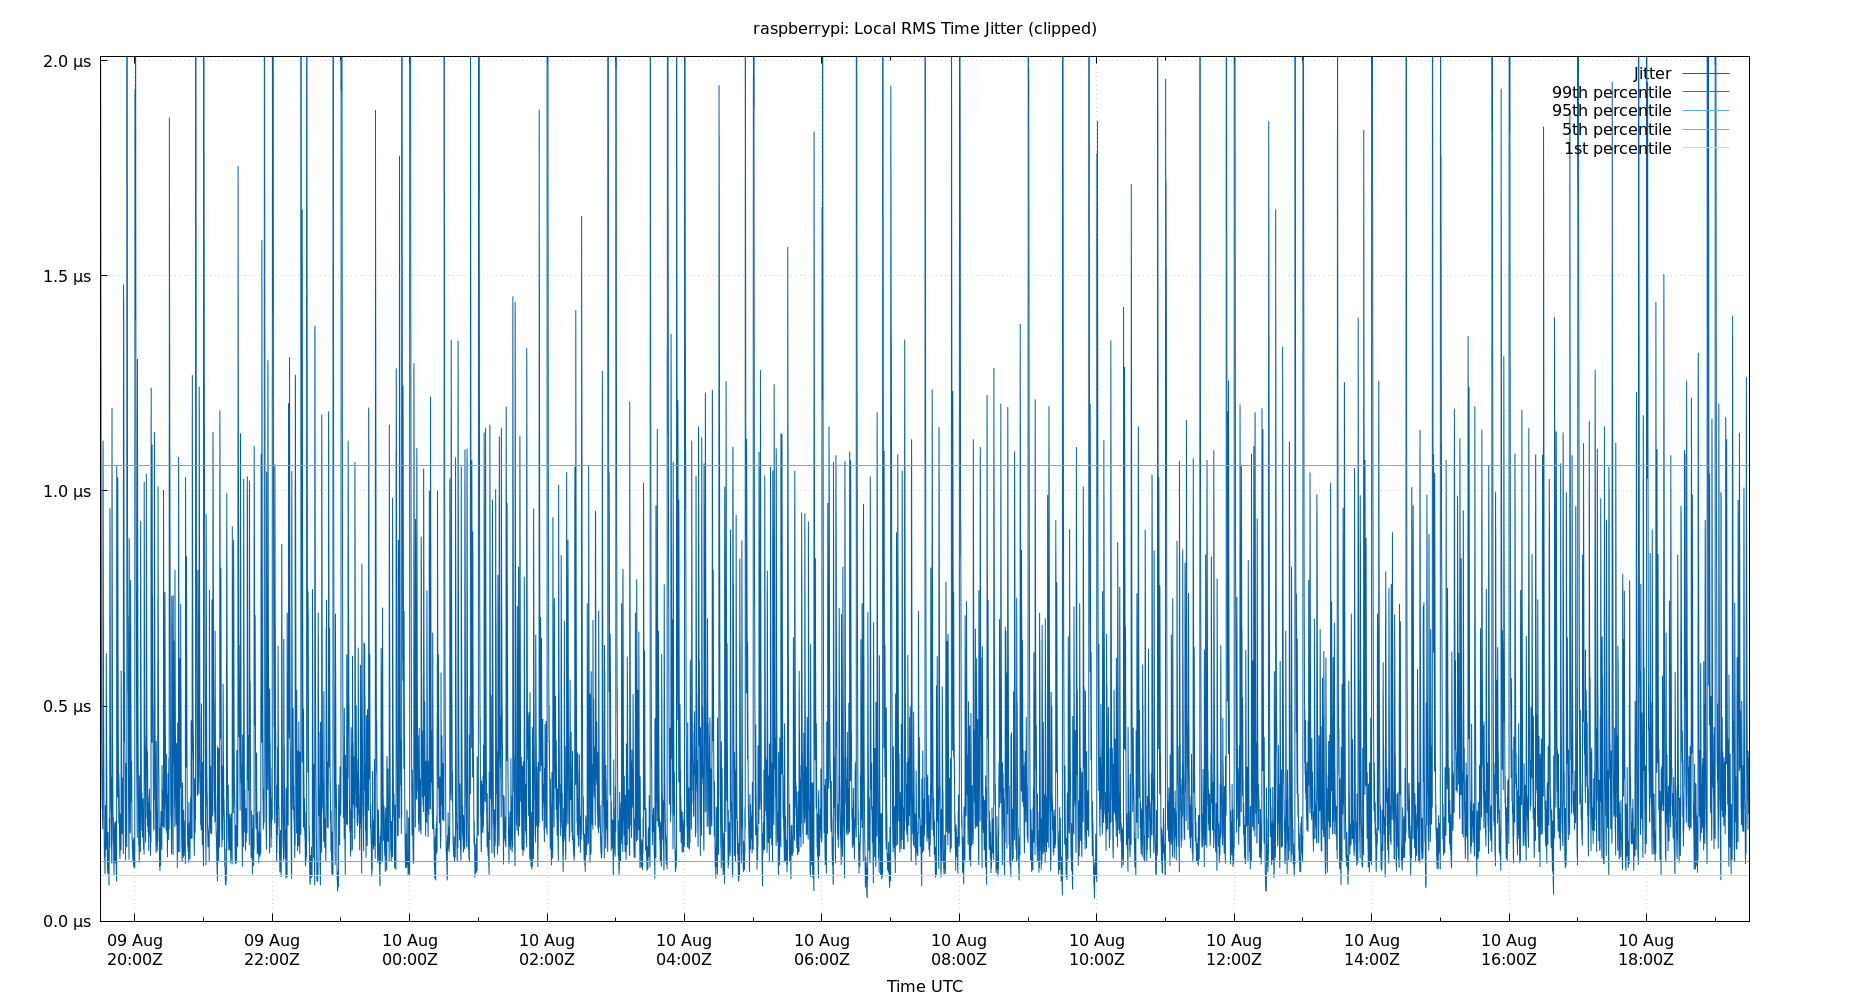 raspberrypi: Local RMS Time Jitter (clipped)
2.0 µs
1.5 µs
1.0 µs
0.5 µs
0.0 µs
Jitter
99th percentile
95th percentile
5th percentile
1st percentile
09 Aug 09 Aug 10 Aug 10 Aug 10 Aug 10 Aug 10 Aug 10 Aug 10 Aug 10 Aug 10 Aug 10 Aug
20:00Z 22:00Z 00:00Z 02:00Z 04:00Z 06:00Z 08:00Z 10:00Z 12:00Z 14:00Z 16:00Z 18:00Z
Time UTC